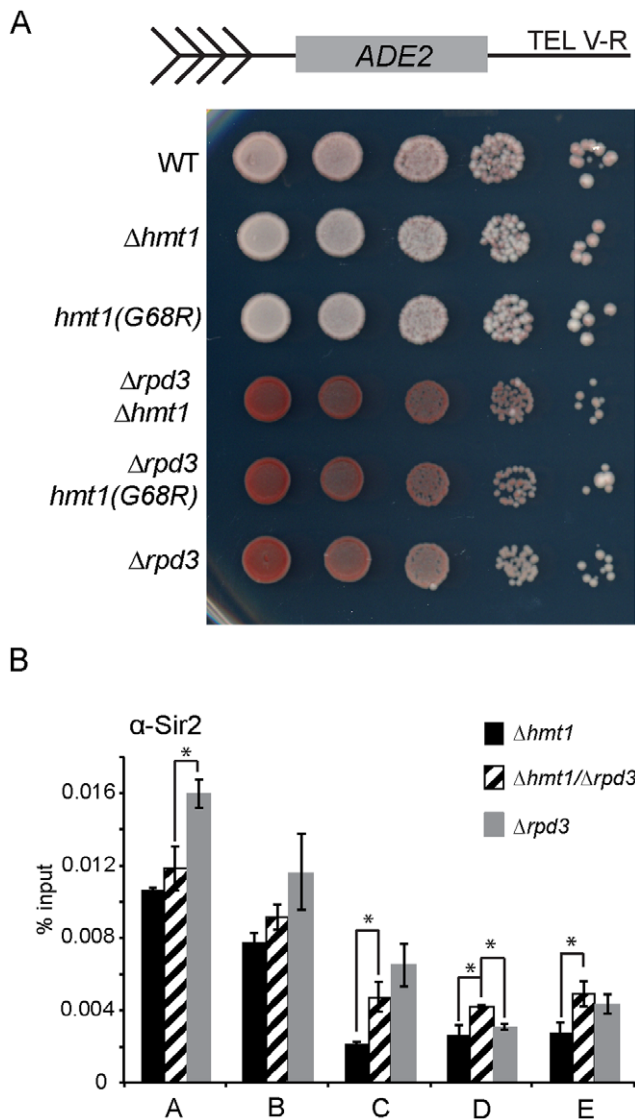 A
ADE2
TEL V-R
WT
Δhmt1
hmt1(G68R)
Δrpd3
Δhmt1
Δrpd3
hmt1(G68R)
Δrpd3
B
α-Sir2
Δhmt1
Δhmt1/Δrpd3
Δrpd3
% input
0.016
0.012
0.008
0.004
0
*
*
*
*
*
A
B
C
D
E